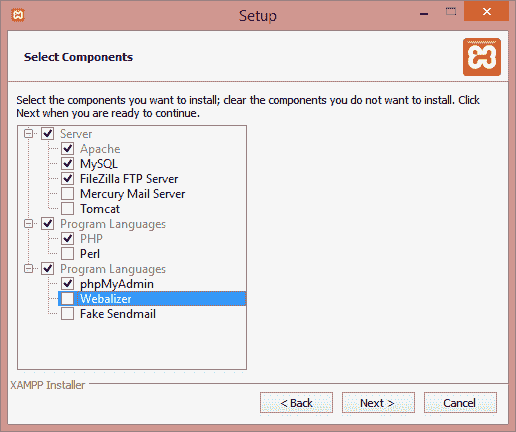 Setup
Select Components
Select the components you want to install; clear the components you do not want to install. Click
Next when you are ready to continue.
Server
Apache
MySQL
FileZilla FTP Server
Mercury Mail Server
Tomcat
Program Languages
PHP
Perl
Program Languages
phpMyAdmin
Webalizer
Fake Sendmail
XAMPP Installer
< Back Next > Cancel